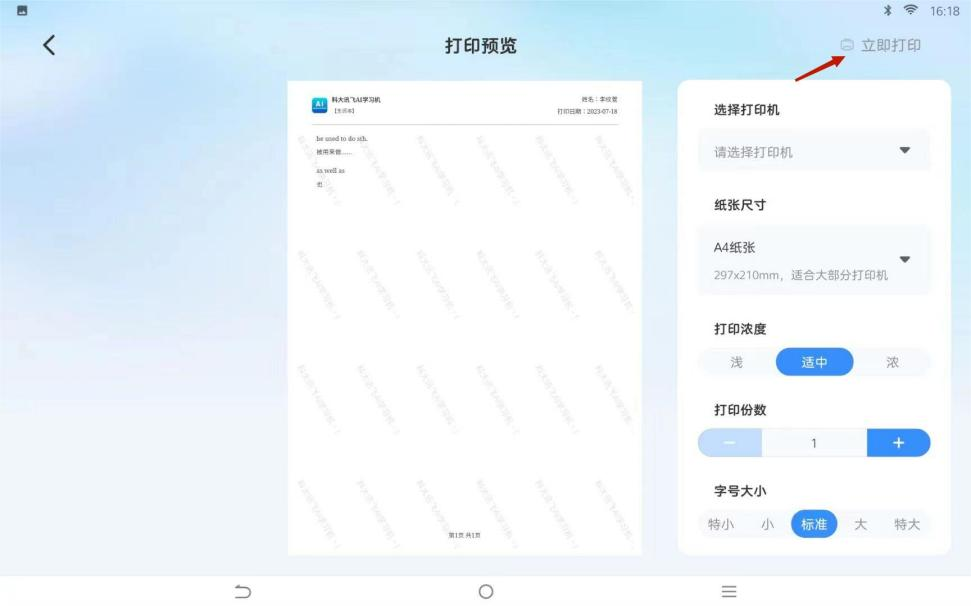 16:18
打印预览
立即打印
科大讯飞AI学习机
【生词本】
打印日期：2023-07-18
be used to do sth.
被用来做......
as well as
也
第1页 共1页
选择打印机
请选择打印机
纸张尺寸
A4纸张
297x210mm，适合大部分打印机
打印浓度
浅 适中 浓
打印份数
1
字号大小
特小 小 标准 大 特大